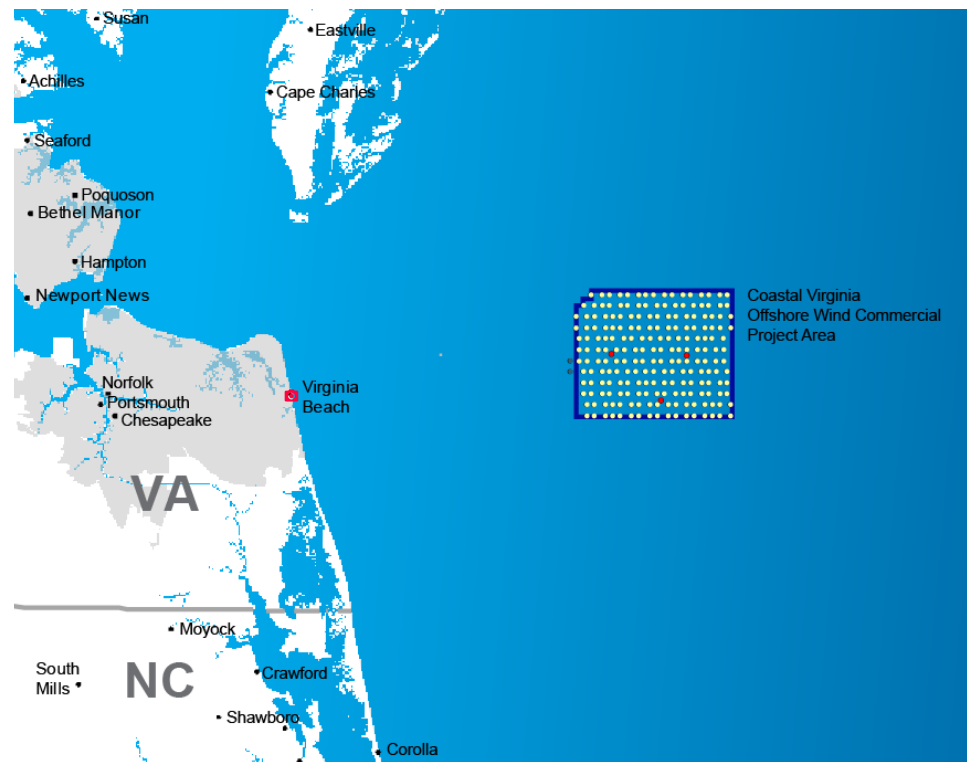 Susan
Eastville
Achilles
Cape Charles
Seaford
Poquoson
Bethel Manor
Hampton
Newport News
Coastal Virginia
Offshore Wind Commercial
Project Area
Norfolk
Portsmouth
Chesapeake
Virginia
Beach
VA
Moyock
South
Mills
NC
Crawford
Shawboro
Corolla